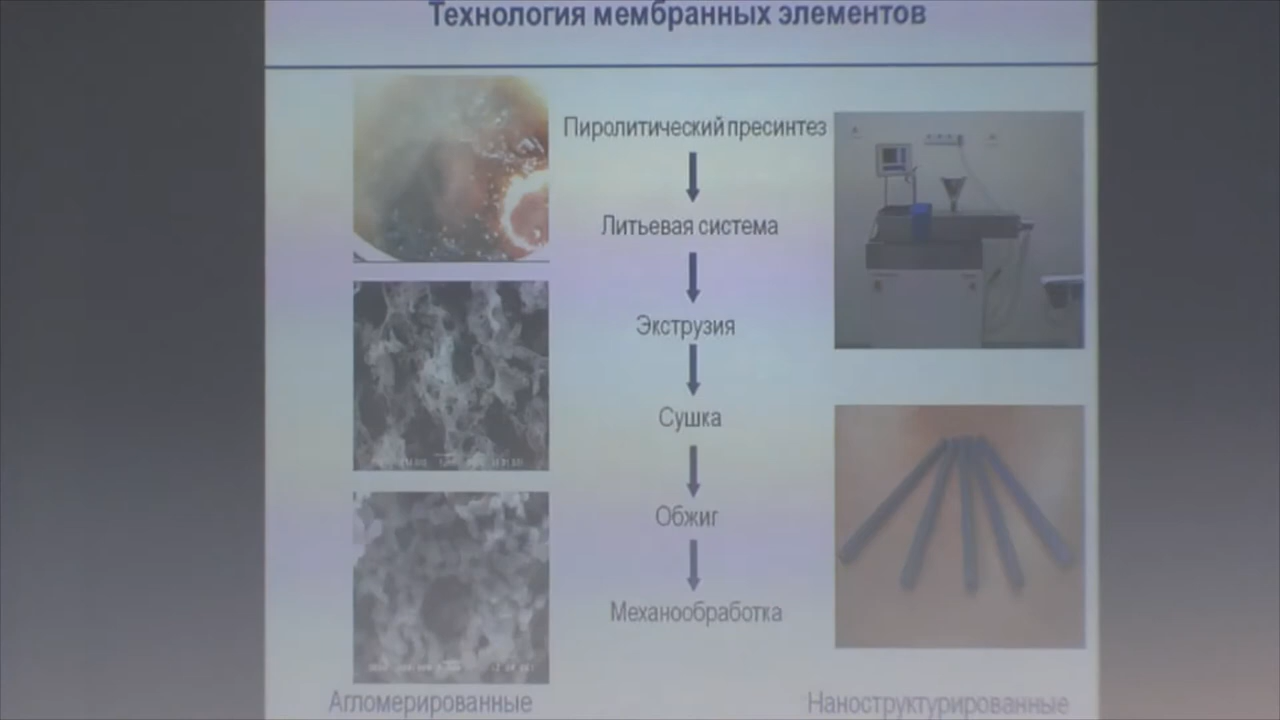 Технология мембранных элементов
Пиролитический пресинтез
Литьевая система
Экструзия
Сушка
Обжиг
Механообработка
Агломерированные
Наноструктурированные